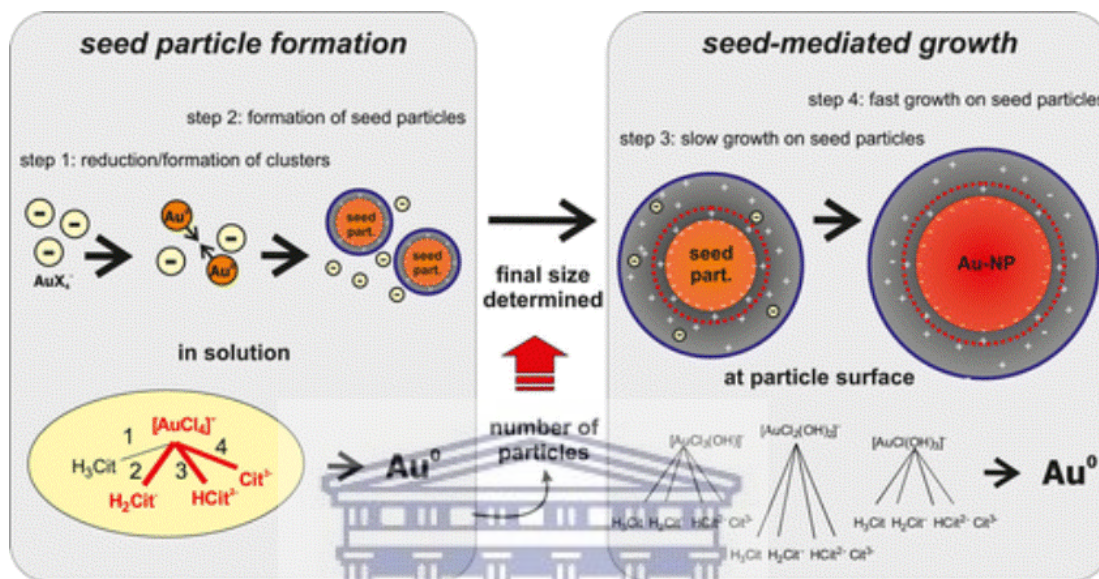 seed particle formation
step 2: formation of seed particles
step 1: reduction/formation of clusters
AuX₄⁻
Au⁰
Au⁰
seed part.
seed part.
in solution
[AuCl₄]⁻
1
2
3
4
H₃Cit
H₂Cit⁻
HCit²⁻
Cit³⁻
Au⁰
final size
determined
number of
particles
seed-mediated growth
step 4: fast growth on seed particles
step 3: slow growth on seed particles
seed
part.
Au-NP
at particle surface
[AuCl₃(OH)]⁻
[AuCl₂(OH)₂]⁻
[AuCl(OH)₃]⁻
H₃Cit H₂Cit⁻ HCit²⁻ Cit³⁻
H₃Cit H₂Cit⁻ HCit²⁻ Cit³⁻
H₃Cit H₂Cit⁻ HCit²⁻ Cit³⁻
Au⁰